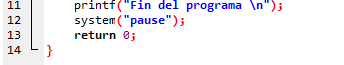 11 printf("Fin del programa \n");
12 system("pause");
13 return 0;
14 }